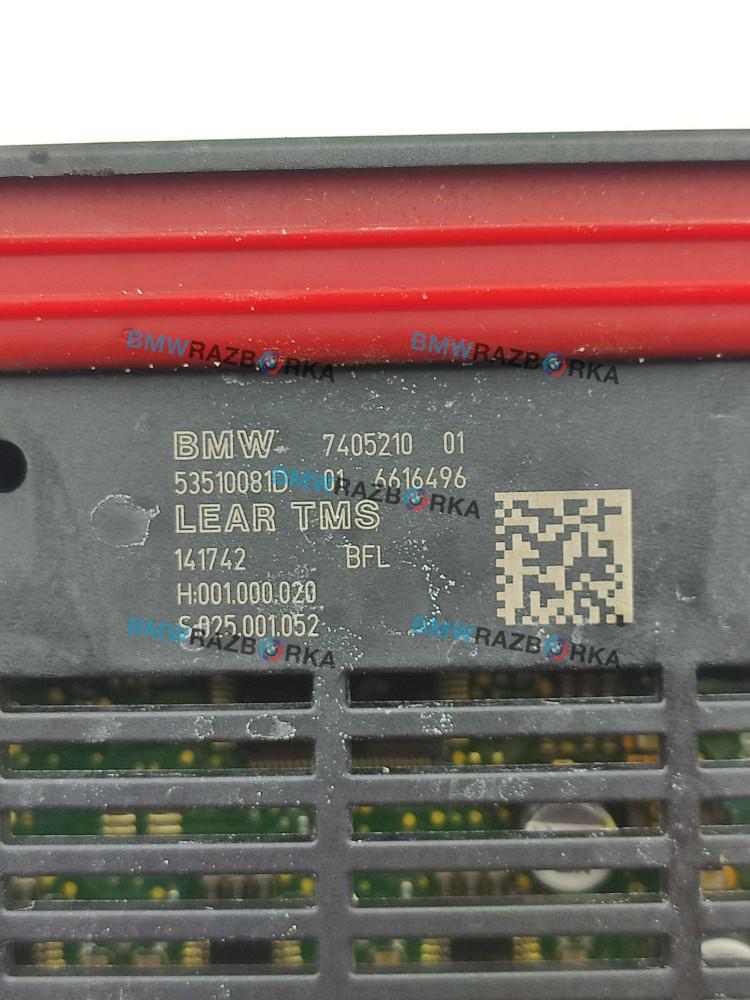 BMWRAZBORKA BMWRAZBORKA
BMW 7405210 01
53510081D 01 6616496
BMWRAZBORKA
LEAR TMS
141742 BFL
H:001.000.020
S:025.001.052
BMWRAZBORKA BMWRAZBORKA